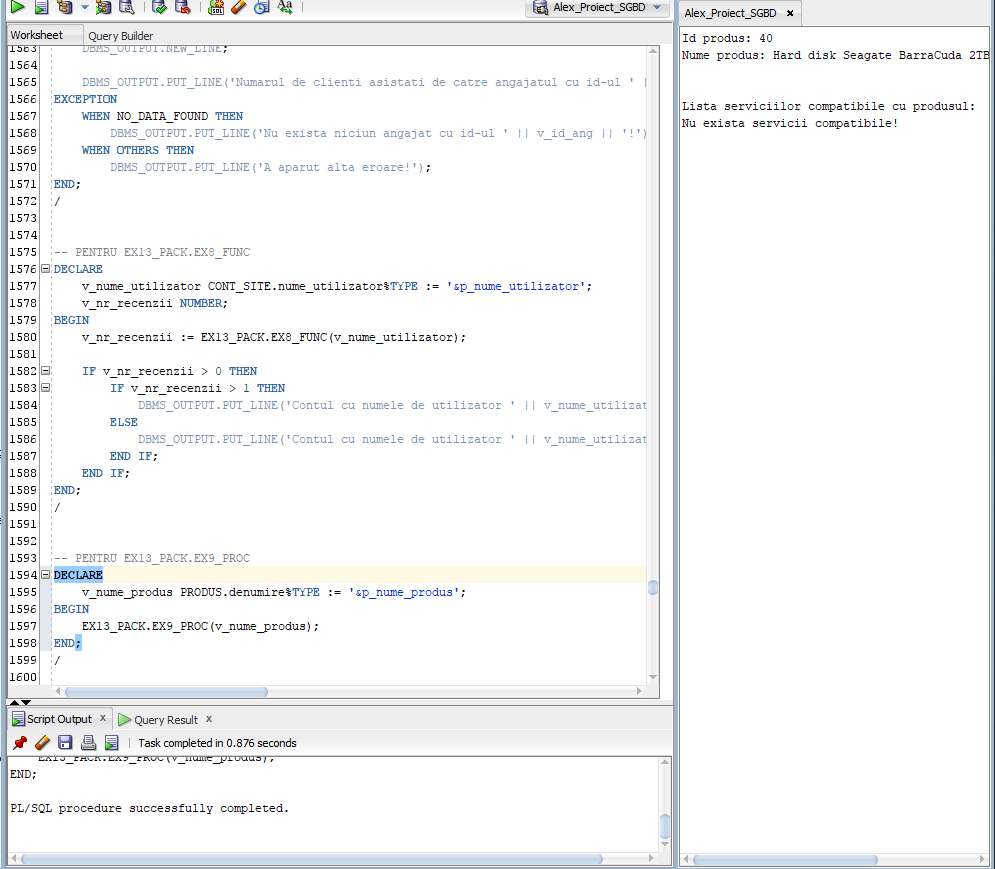 Alex_Proiect_SGBD
Worksheet Query Builder
1563 DBMS_OUTPUT.NEW_LINE;
1564
1565 DBMS_OUTPUT.PUT_LINE('Numarul de clienti asistati de catre angajatul cu id-ul ' |
1566 EXCEPTION
1567 WHEN NO_DATA_FOUND THEN
1568 DBMS_OUTPUT.PUT_LINE('Nu exista niciun angajat cu id-ul ' || v_id_ang || '!')
1569 WHEN OTHERS THEN
1570 DBMS_OUTPUT.PUT_LINE('A aparut alta eroare!');
1571 END;
1572 /
1573
1574
1575 -- PENTRU EX13_PACK.EX8_FUNC
1576 DECLARE
1577 v_nume_utilizator CONT_SITE.nume_utilizator%TYPE := '&p_nume_utilizator';
1578 v_nr_recenzii NUMBER;
1579 BEGIN
1580 v_nr_recenzii := EX13_PACK.EX8_FUNC(v_nume_utilizator);
1581
1582 IF v_nr_recenzii > 0 THEN
1583 IF v_nr_recenzii > 1 THEN
1584 DBMS_OUTPUT.PUT_LINE('Contul cu numele de utilizator ' || v_nume_utilizat
1585 ELSE
1586 DBMS_OUTPUT.PUT_LINE('Contul cu numele de utilizator ' || v_nume_utilizat
1587 END IF;
1588 END IF;
1589 END;
1590 /
1591
1592
1593 -- PENTRU EX13_PACK.EX9_PROC
1594 DECLARE
1595 v_nume_produs PRODUS.denumire%TYPE := '&p_nume_produs';
1596 BEGIN
1597 EX13_PACK.EX9_PROC(v_nume_produs);
1598 END;
1599 /
1600
Script Output x Query Result x
Task completed in 0.876 seconds
EX13_PACK.EX9_PROC(v_nume_produs);
END;
PL/SQL procedure successfully completed.
Alex_Proiect_SGBD x
Id produs: 40
Nume produs: Hard disk Seagate BarraCuda 2TB
Lista serviciilor compatibile cu produsul:
Nu exista servicii compatibile!